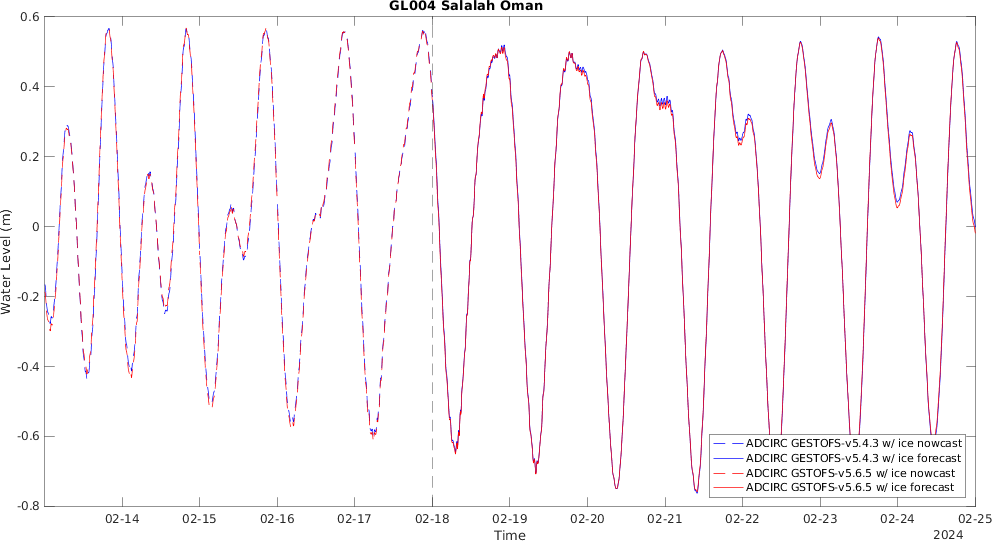 GL004 Salalah Oman
Water Level (m)
0.6
0.4
0.2
0
-0.2
-0.4
-0.6
-0.8
ADCIRC GESTOFS-v5.4.3 w/ ice nowcast
ADCIRC GESTOFS-v5.4.3 w/ ice forecast
ADCIRC GSTOFS-v5.6.5 w/ ice nowcast
ADCIRC GSTOFS-v5.6.5 w/ ice forecast
02-14 02-15 02-16 02-17 02-18 02-19 02-20 02-21 02-22 02-23 02-24 02-25
Time
2024